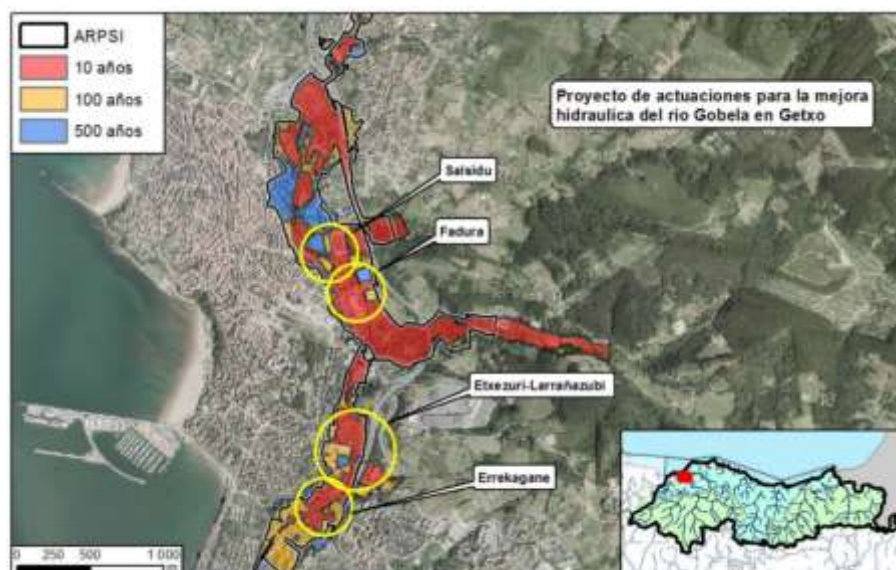 ARPSI
10 años
100 años
500 años
Proyecto de actuaciones para la mejora
hidraulica del rio Gobela en Getxo
Salsidu
Fadura
Etxezuri-Larrañazubi
Errekagane
0 250 500 1 000